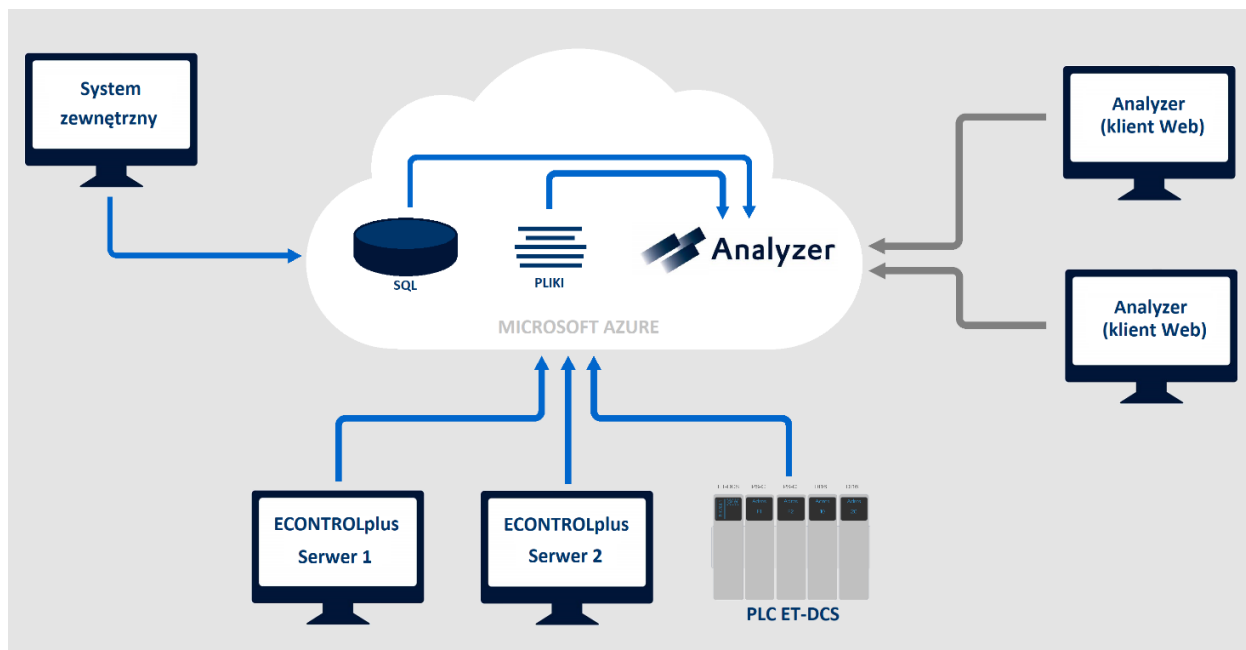 System
zewnętrzny
Analyzer
(klient Web)
Analyzer
SQL
PLIKI
MICROSOFT AZURE
Analyzer
(klient Web)
ECONTROLplus
Serwer 1
ECONTROLplus
Serwer 2
PLC ET-DCS